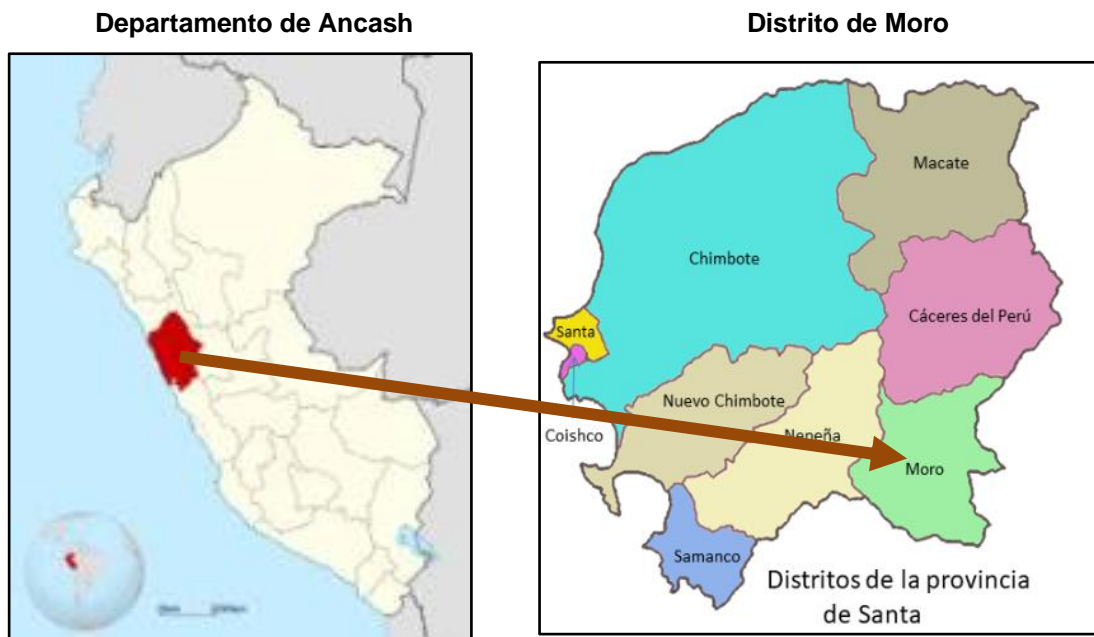 Departamento de Ancash
Distrito de Moro
Macate
Chimbote
Cáceres del Perú
Santa
Nuevo Chimbote
Coishco
Nepeña
Moro
Samanco
Distritos de la provincia
de Santa